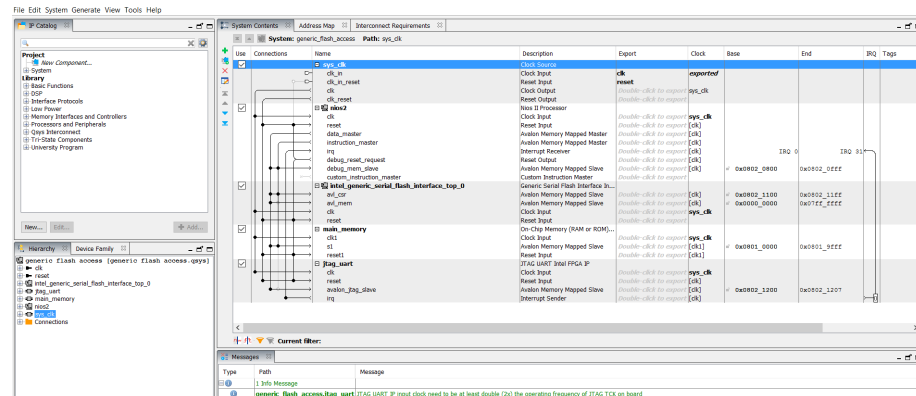 File Edit System Generate View Tools Help
IP Catalog
Project
New Component...
System
Library
Basic Functions
DSP
Interface Protocols
Low Power
Memory Interfaces and Controllers
Processors and Peripherals
Qsys Interconnect
Tri-State Components
University Program
New... Edit... Add...
Hierarchy Device Family
generic flash access [generic flash access.qsys]
clk
reset
intel_generic_serial_flash_interface_top_0
jtag_uart
main_memory
nios2
sys_clk
Connections
System Contents Address Map Interconnect Requirements
System: generic_flash_access Path: sys_clk
Use Connections Name Description Export Clock Base End IRQ Tags
sys_clk Clock Source
clk_in Clock Input clk exported
clk_in_reset Reset Input reset
clk Clock Output Double-click to export sys_clk
clk_reset Reset Output Double-click to export
nios2 Nios II Processor
clk Clock Input Double-click to export sys_clk
reset Reset Input Double-click to export [clk]
data_master Avalon Memory Mapped Master Double-click to export [clk]
instruction_master Avalon Memory Mapped Master Double-click to export [clk]
irq Interrupt Receiver Double-click to export [clk] IRQ 0 IRQ 31
debug_reset_request Reset Output Double-click to export [clk]
debug_mem_slave Avalon Memory Mapped Slave Double-click to export [clk] 0x0802_0800 0x0802_0fff
custom_instruction_master Custom Instruction Master Double-click to export
intel_generic_serial_flash_interface_top_0 Generic Serial Flash Interface In...
avl_csr Avalon Memory Mapped Slave Double-click to export [clk] 0x0802_1100 0x0802_11ff
avl_mem Avalon Memory Mapped Slave Double-click to export [clk] 0x0000_0000 0x07ff_ffff
clk Clock Input Double-click to export sys_clk
reset Reset Input Double-click to export
main_memory On-Chip Memory (RAM or ROM)...
clk1 Clock Input Double-click to export sys_clk
s1 Avalon Memory Mapped Slave Double-click to export [clk1] 0x0801_0000 0x0801_9fff
reset1 Reset Input Double-click to export [clk1]
jtag_uart JTAG UART Intel FPGA IP
clk Clock Input Double-click to export sys_clk
reset Reset Input Double-click to export [clk]
avalon_jtag_slave Avalon Memory Mapped Slave Double-click to export [clk] 0x0802_1200 0x0802_1207
irq Interrupt Sender Double-click to export [clk]
Current filter:
Messages
Type Path Message
1 Info Message
generic_flash_access.jtag_uart JTAG UART IP input clock need to be at least double (2x) the operating frequency of JTAG TCK on board